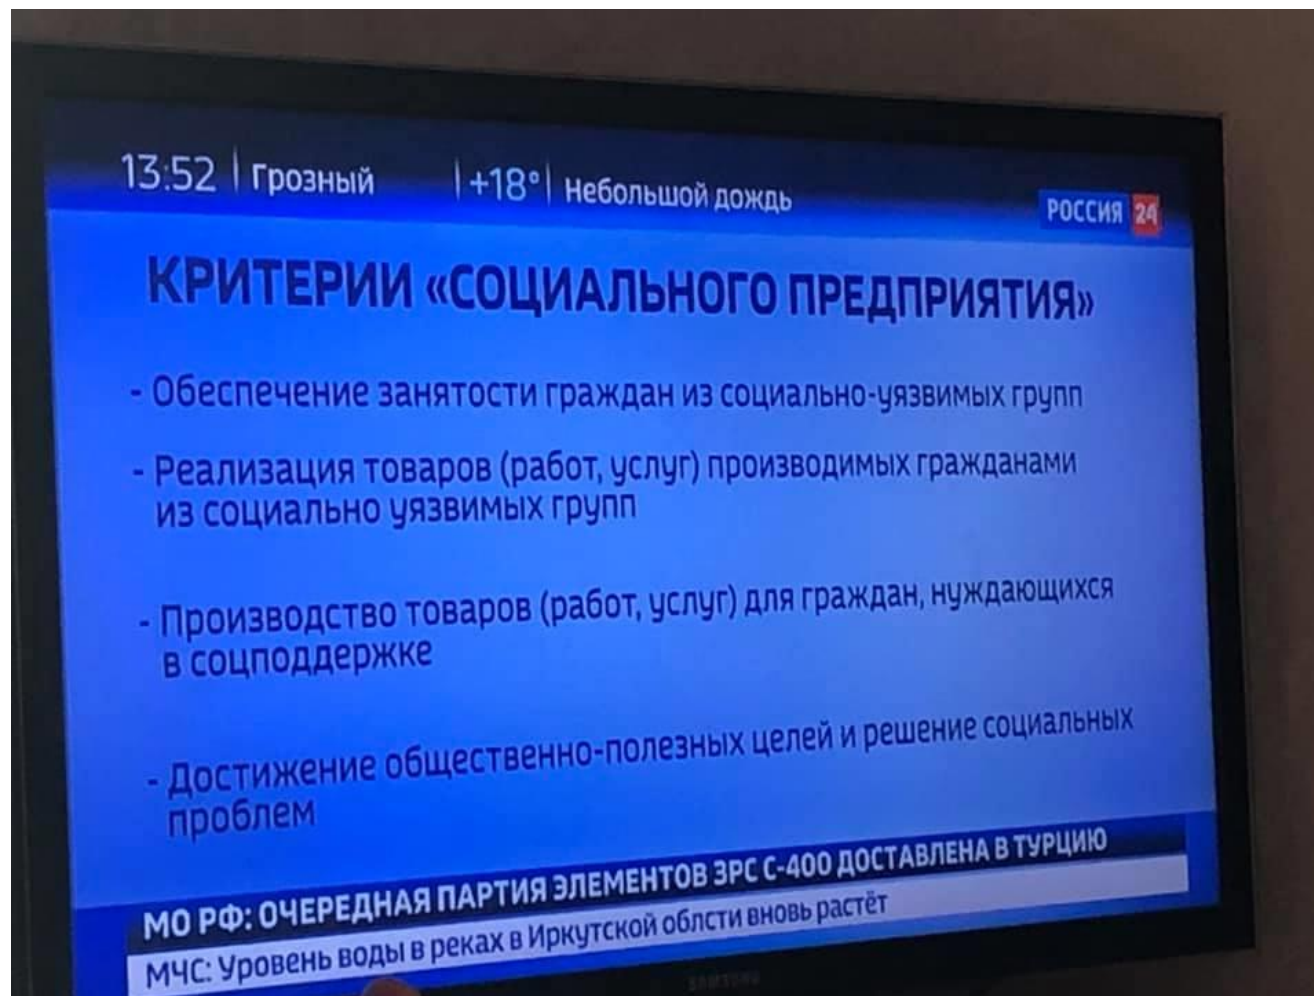 13:52 | Грозный | +18° | Небольшой дождь
РОССИЯ 24
КРИТЕРИИ «СОЦИАЛЬНОГО ПРЕДПРИЯТИЯ»
- Обеспечение занятости граждан из социально-уязвимых групп
- Реализация товаров (работ, услуг) производимых гражданами
из социально уязвимых групп
- Производство товаров (работ, услуг) для граждан, нуждающихся
в соцподдержке
- Достижение общественно-полезных целей и решение социальных
проблем
МО РФ: ОЧЕРЕДНАЯ ПАРТИЯ ЭЛЕМЕНТОВ ЗРС С-400 ДОСТАВЛЕНА В ТУРЦИЮ
МЧС: Уровень воды в реках в Иркутской облсти вновь растёт
SAMSUNG